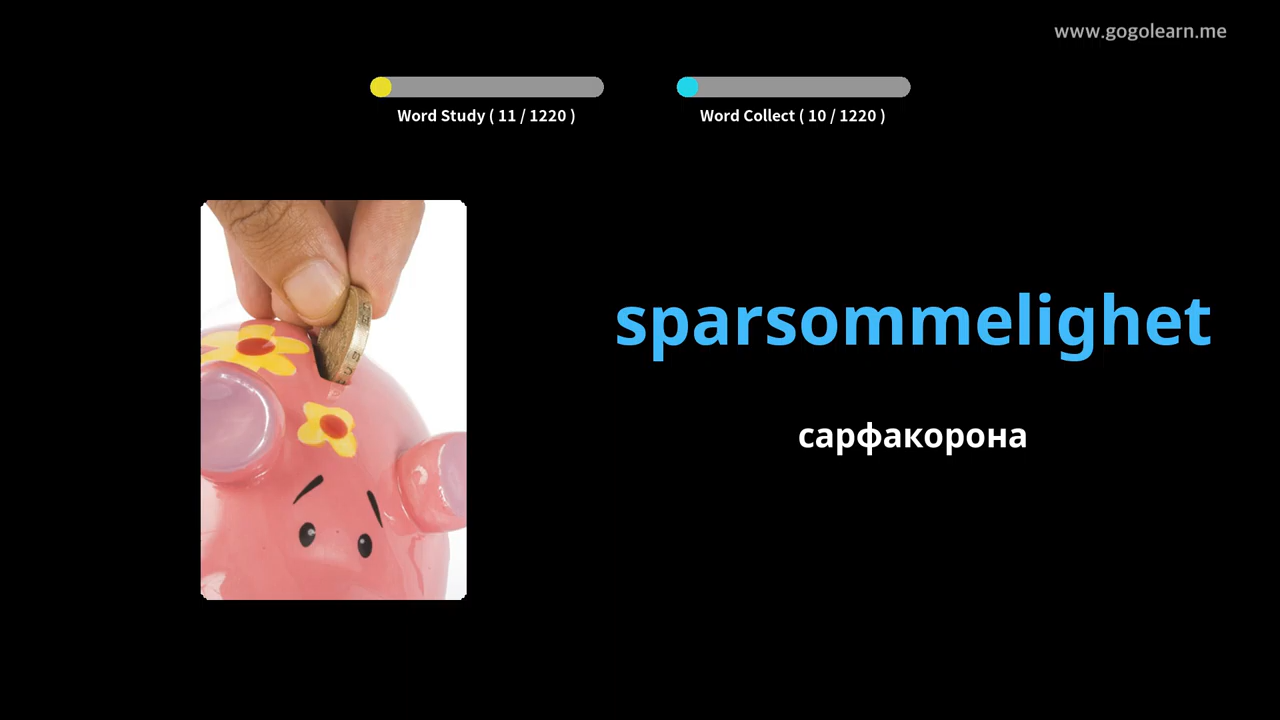 www.gogolearn.me
Word Study ( 11 / 1220 )
Word Collect ( 10 / 1220 )
sparsommelighet
сарфакорона